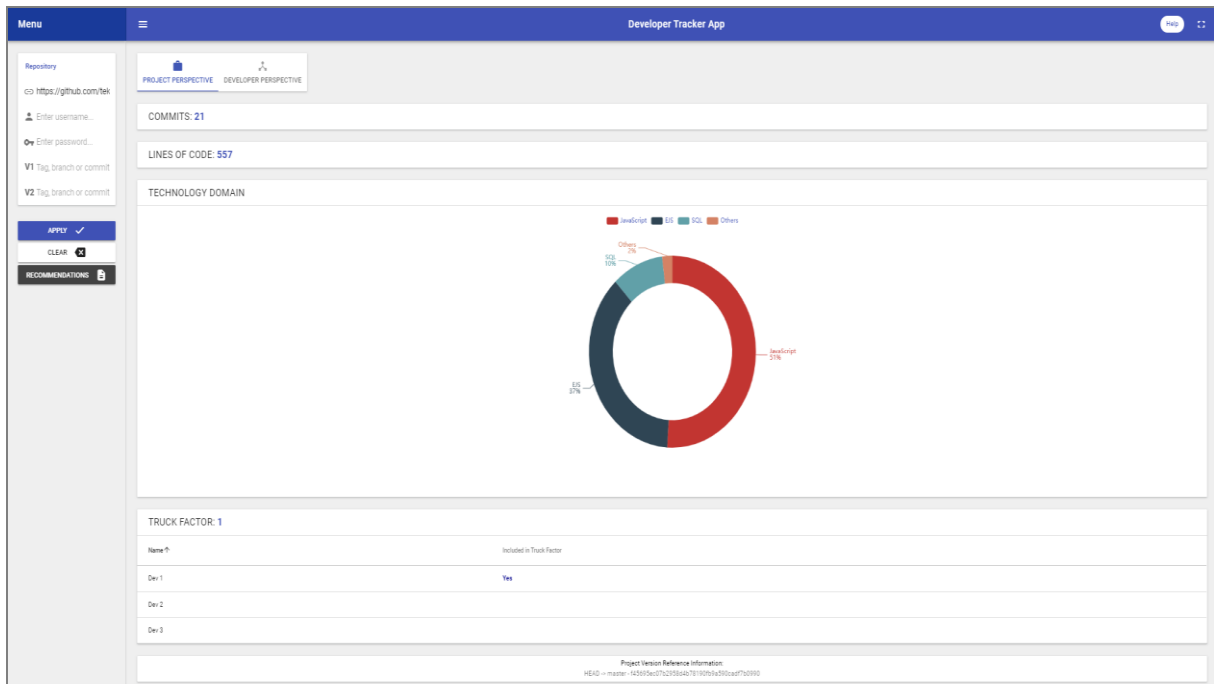 Menu
Developer Tracker App
Help
Repository
https://github.com/tek
Enter username...
Enter password...
V1 Tag, branch or commit
V2 Tag, branch or commit
APPLY
CLEAR
RECOMMENDATIONS
PROJECT PERSPECTIVE
DEVELOPER PERSPECTIVE
COMMITS: 21
LINES OF CODE: 557
TECHNOLOGY DOMAIN
JavaScript EJS SQL Others
Others
2%
SQL
10%
JavaScript
51%
EJS
37%
TRUCK FACTOR: 1
Name Included in Truck Factor
Dev 1 Yes
Dev 2
Dev 3
Project Version Reference Information:
HEAD -> master -